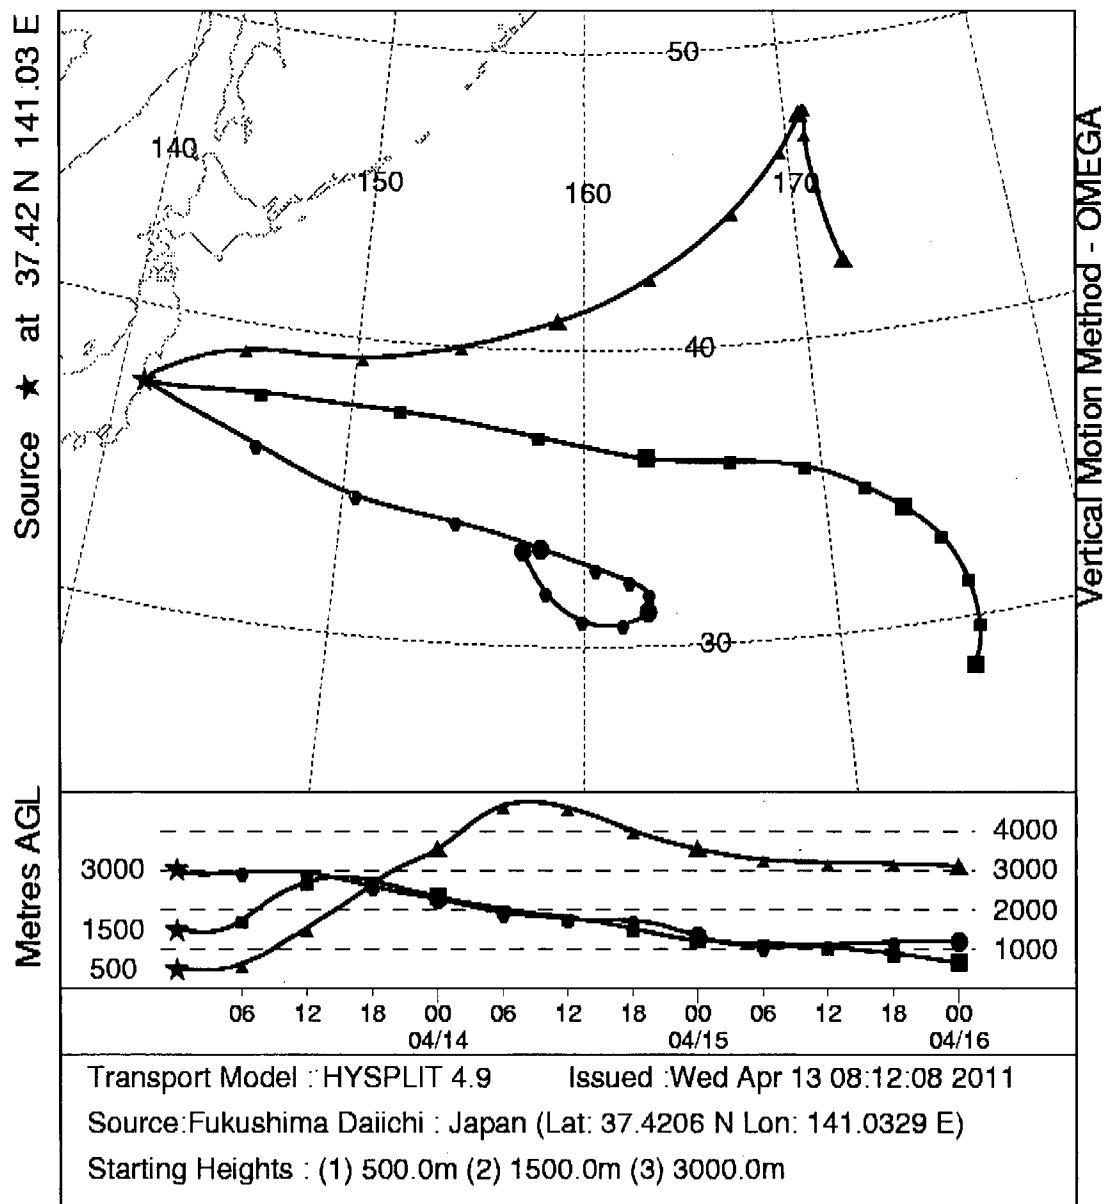 Source ★ at 37.42 N 141.03 E
Vertical Motion Method - OMEGA
50
140
150
160
170
40
30
Metres AGL
4000
3000
3000
2000
1500
1000
500
06 12 18 00 06 12 18 00 06 12 18 00
04/14 04/15 04/16
Transport Model : HYSPLIT 4.9 Issued :Wed Apr 13 08:12:08 2011
Source:Fukushima Daiichi : Japan (Lat: 37.4206 N Lon: 141.0329 E)
Starting Heights : (1) 500.0m (2) 1500.0m (3) 3000.0m